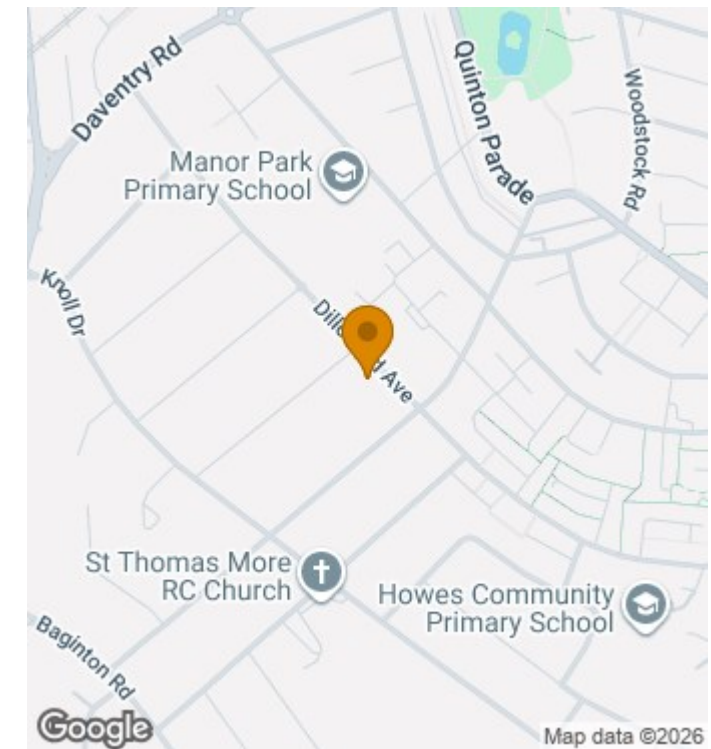 Daventry Rd
Quinton Parade
Woodstock Rd
Manor Park
Primary School
Knoll Dr
Ave
St Thomas More
RC Church
Howes Community
Primary School
Baginton Rd
Google
Map data ©2026